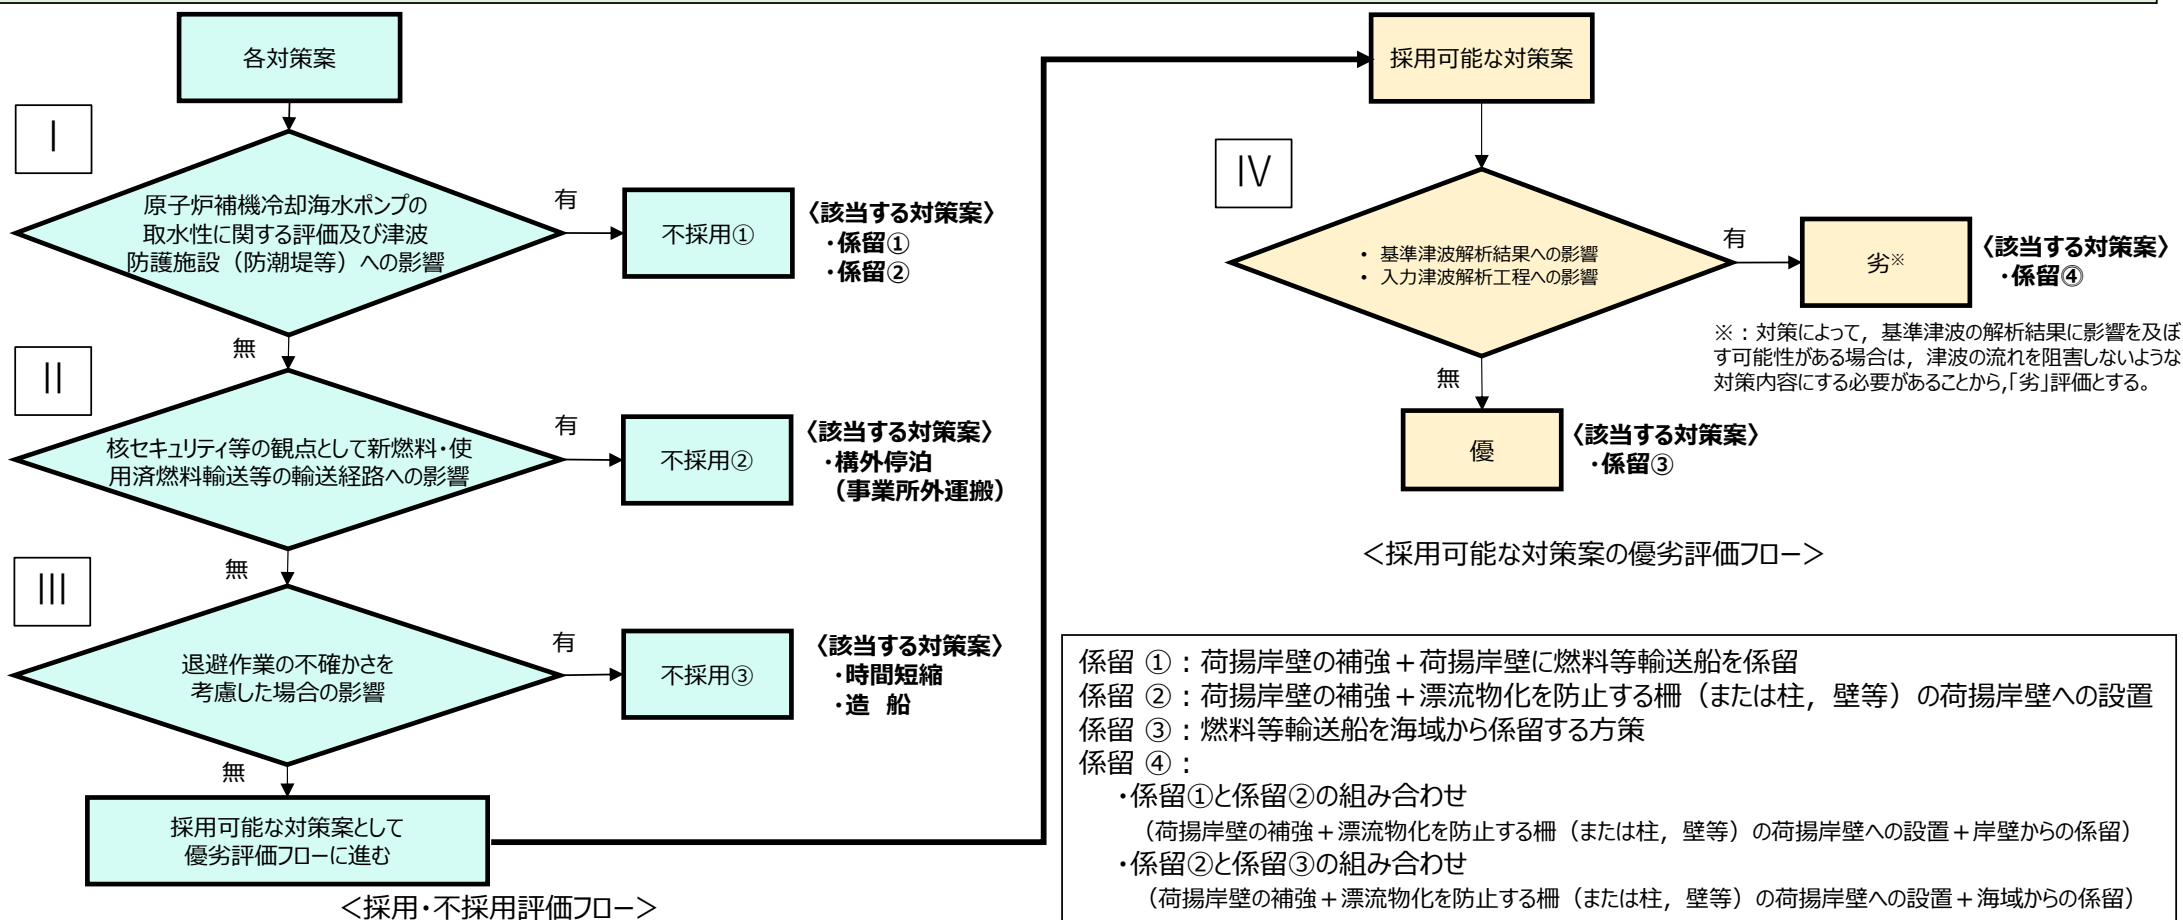 各対策案
Ⅰ
原子炉補機冷却海水ポンプの
取水性に関する評価及び津波
防護施設（防潮堤等）への影響
有
不採用①
〈該当する対策案〉
・係留①
・係留②
無
Ⅱ
核セキュリティ等の観点として新燃料・使
用済燃料輸送等の輸送経路への影響
有
不採用②
〈該当する対策案〉
・構外停泊
（事業所外運搬）
無
Ⅲ
退避作業の不確かさを
考慮した場合の影響
有
不採用③
〈該当する対策案〉
・時間短縮
・造　船
無
採用可能な対策案として
優劣評価フローに進む
＜採用・不採用評価フロー＞
採用可能な対策案
Ⅳ
• 基準津波解析結果への影響
• 入力津波解析工程への影響
有
劣※
〈該当する対策案〉
・係留④
※：対策によって，基準津波の解析結果に影響を及ぼ
す可能性がある場合は，津波の流れを阻害しないような
対策内容にする必要があることから，「劣」評価とする。
無
優
〈該当する対策案〉
・係留③
＜採用可能な対策案の優劣評価フロー＞
係留 ①：荷揚岸壁の補強＋荷揚岸壁に燃料等輸送船を係留
係留 ②：荷揚岸壁の補強＋漂流物化を防止する柵（または柱，壁等）の荷揚岸壁への設置
係留 ③：燃料等輸送船を海域から係留する方策
係留 ④：
・係留①と係留②の組み合わせ
（荷揚岸壁の補強＋漂流物化を防止する柵（または柱，壁等）の荷揚岸壁への設置＋岸壁からの係留）
・係留②と係留③の組み合わせ
（荷揚岸壁の補強＋漂流物化を防止する柵（または柱，壁等）の荷揚岸壁への設置＋海域からの係留）